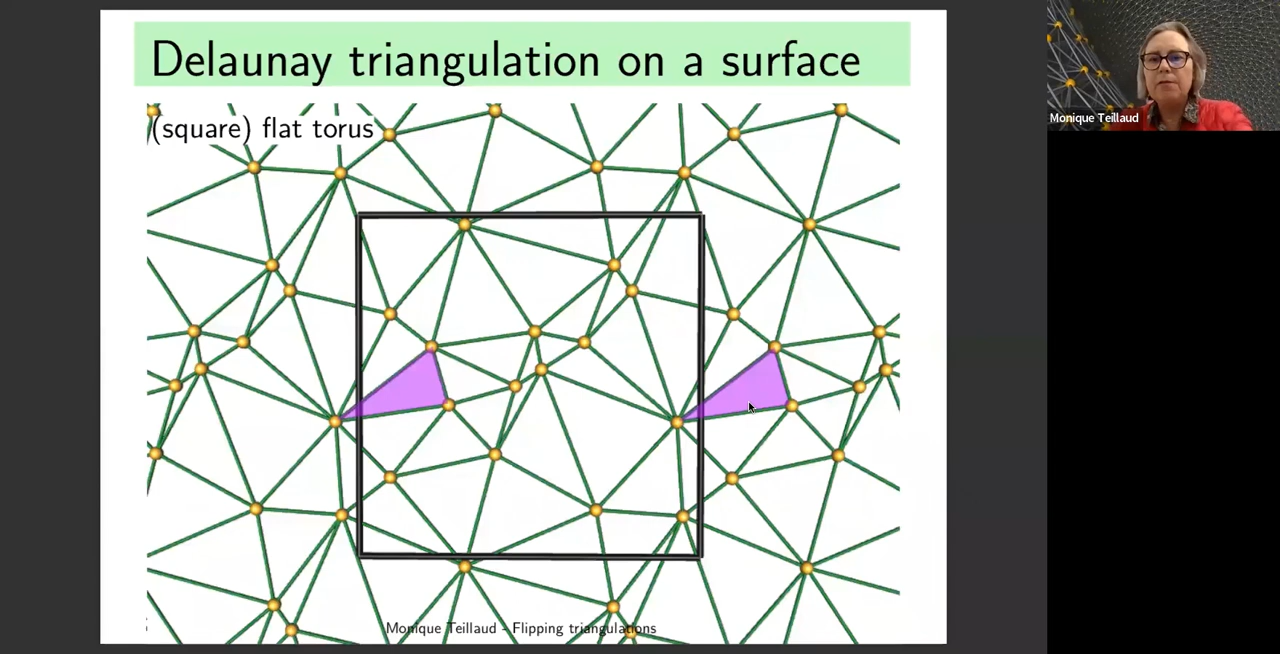 Delaunay triangulation on a surface
(square) flat torus
Monique Teillaud
Monique Teillaud - Flipping triangulations